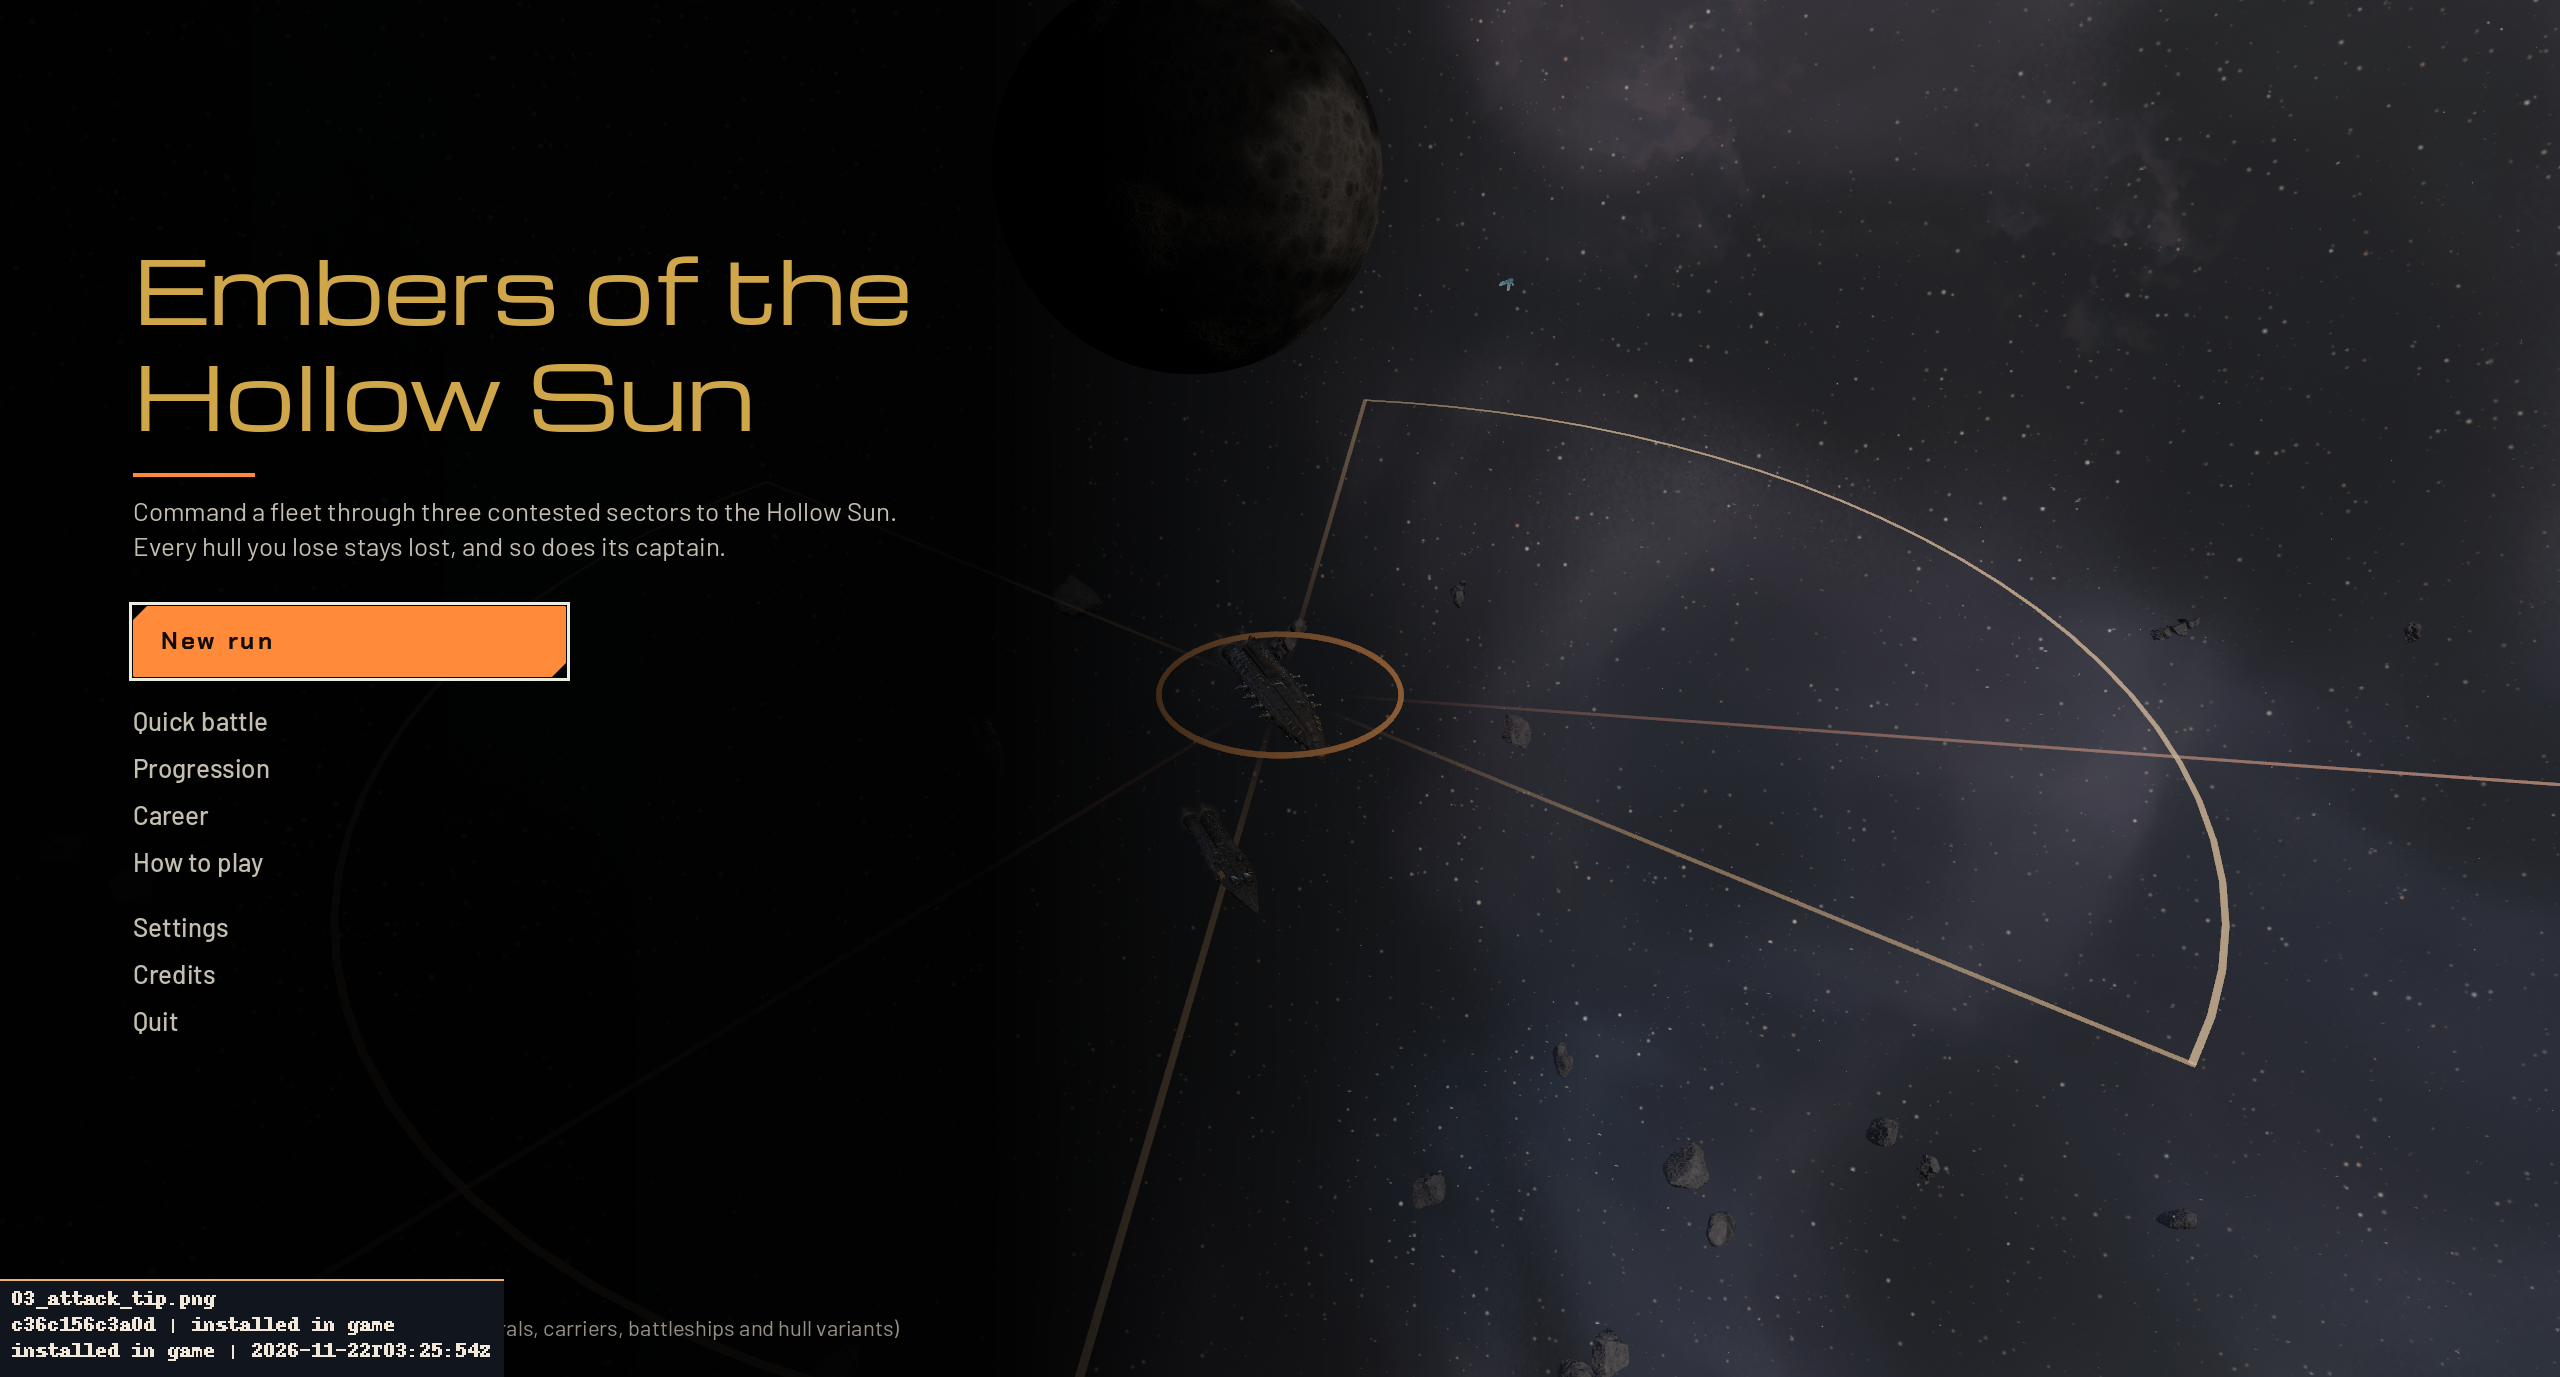 Embers of the
Hollow Sun
Command a fleet through three contested sectors to the Hollow Sun.
Every hull you lose stays lost, and so does its captain.
New run
Quick battle
Progression
Career
How to play
Settings
Credits
Quit
carriers, battleships and hull variants)
03_attack_tip.png
c36c156c3a0d | installed in game
installed in game | 2026-11-22T03:25:54Z